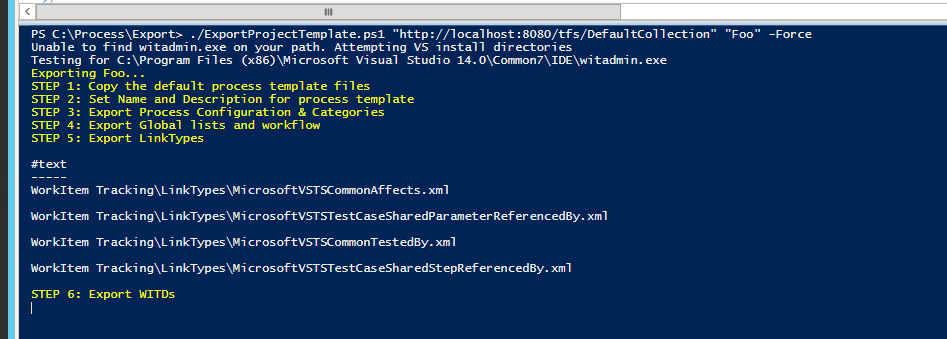 PS C:\Process\Export> ./ExportProjectTemplate.ps1 "http://localhost:8080/tfs/DefaultCollection" "Foo" -Force
Unable to find witadmin.exe on your path. Attempting VS install directories
Testing for C:\Program Files (x86)\Microsoft Visual Studio 14.0\Common7\IDE\witadmin.exe
Exporting Foo...
STEP 1: Copy the default process template files
STEP 2: Set Name and Description for process template
STEP 3: Export Process Configuration & Categories
STEP 4: Export Global lists and workflow
STEP 5: Export LinkTypes
#text
-----
WorkItem Tracking\LinkTypes\MicrosoftVSTSCommonAffects.xml
WorkItem Tracking\LinkTypes\MicrosoftVSTSTestCaseSharedParameterReferencedBy.xml
WorkItem Tracking\LinkTypes\MicrosoftVSTSCommonTestedBy.xml
WorkItem Tracking\LinkTypes\MicrosoftVSTSTestCaseSharedStepReferencedBy.xml
STEP 6: Export WITDs